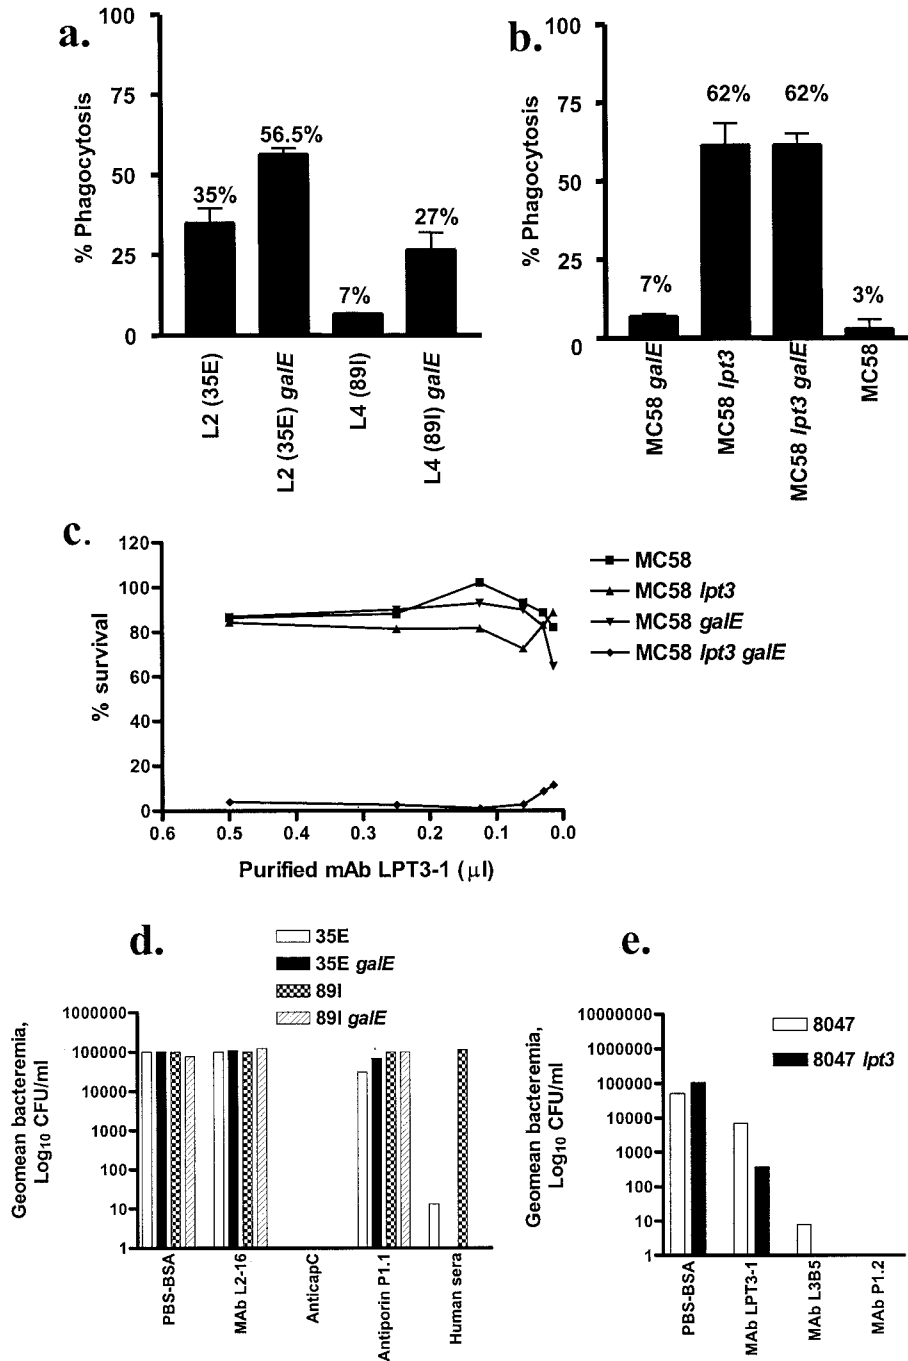 a.
100
75
50
25
0
% Phagocytosis
35%
56.5%
7%
27%
L2 (35E)
L2 (35E) galE
L4 (89I)
L4 (89I) galE
b.
100
75
50
25
0
% Phagocytosis
7%
62%
62%
3%
MC58 galE
MC58 lpt3
MC58 lpt3 galE
MC58
c.
120
100
80
60
40
20
0
% survival
0.6
0.5
0.4
0.3
0.2
0.1
0.0
Purified mAb LPT3-1 (µl)
MC58
MC58 lpt3
MC58 galE
MC58 lpt3 galE
d.
35E
35E galE
89I
89I galE
1000000
100000
10000
1000
100
10
1
Geomean bacteremia,
Log10 CFU/ml
PBS-BSA
MAb L2-16
AnticapC
Antiporin P1.1
Human sera
e.
8047
8047 lpt3
10000000
1000000
100000
10000
1000
100
10
1
Geomean bacteremia,
Log10 CFU/ml
PBS-BSA
MAb LPT3-1
MAb L3B5
MAb P1.2